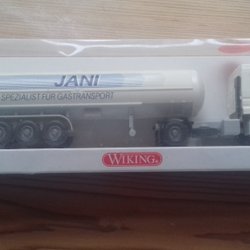 JANI
SPEZIALIST FÜR GASTRANSPORT
WIKING